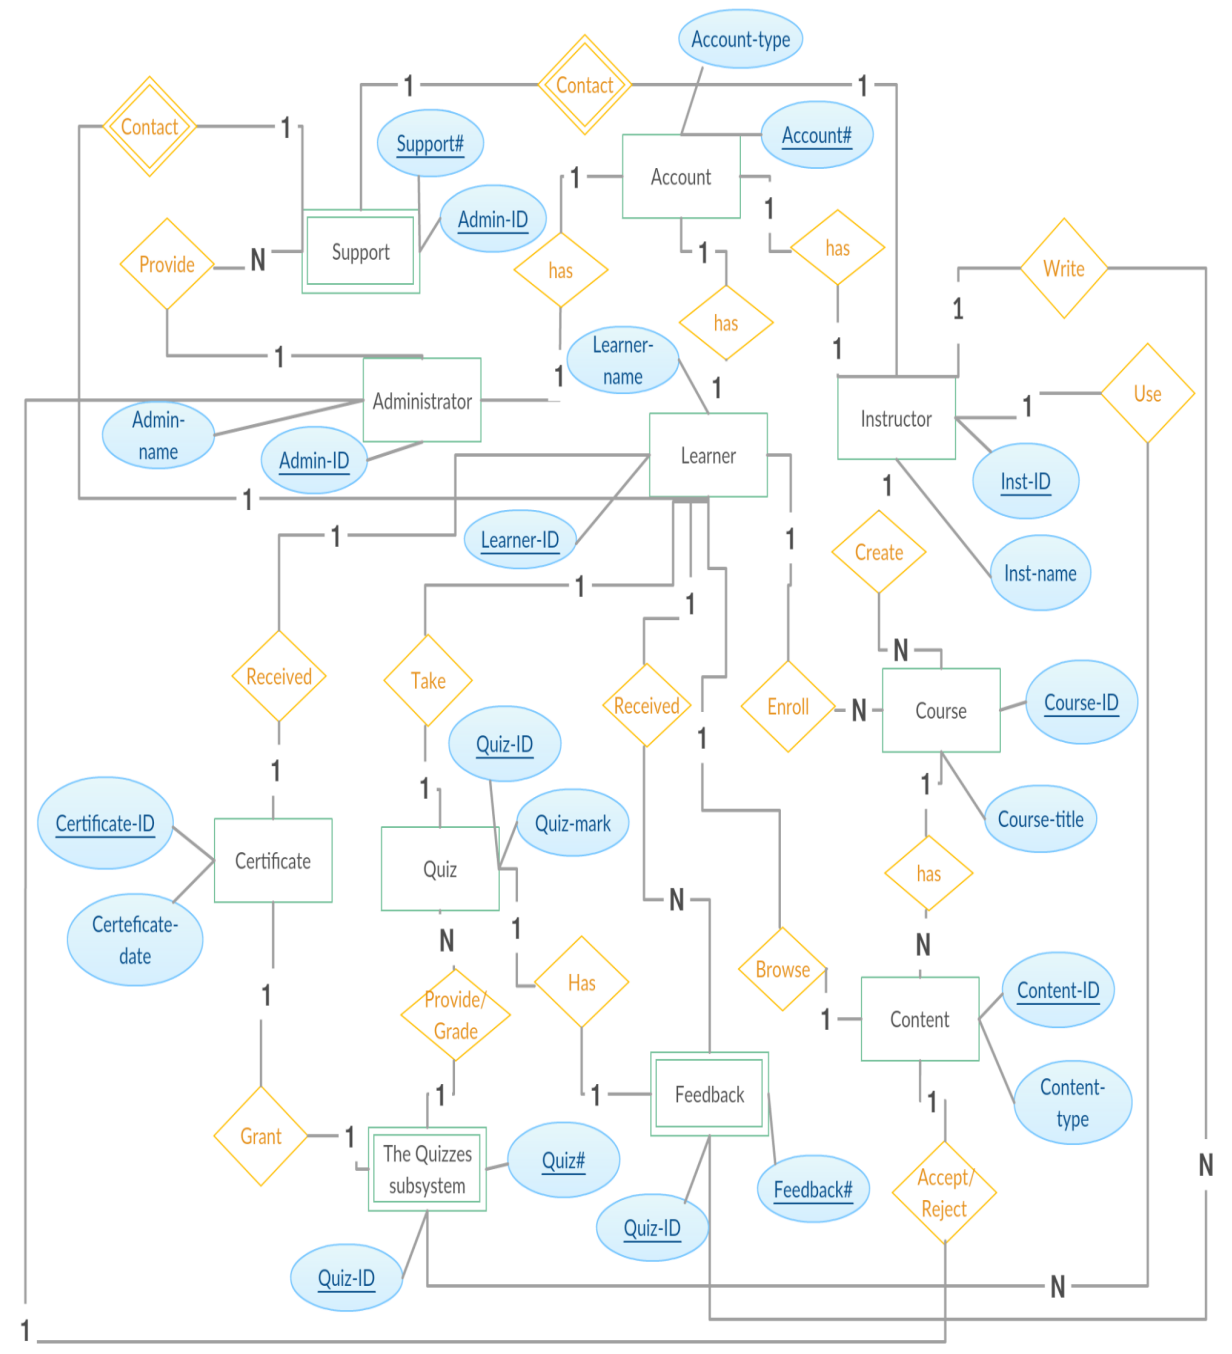 Account-type
Contact
1
1
Contact
1
Support#
Account#
Account
1
1
Admin-ID
Support
Provide
N
1
has
has
Write
1
has
1
1
1
Learner-
name
1
1
Administrator
Use
1
Instructor
Admin-
name
Admin-ID
Learner
Inst-ID
1
1
1
Learner-ID
1
Create
Inst-name
1
1
N
Received
Take
Received
Enroll
N
Course
Course-ID
1
Quiz-ID
1
1
1
Certificate-ID
Quiz-mark
Course-title
Certificate
Quiz
has
N
Certeficate-
date
1
N
N
Browse
Has
1
Provide/
Grade
Content-ID
1
Content
Feedback
1
1
1
Content-
type
Grant
1
The Quizzes
subsystem
Quiz#
N
Feedback#
Accept/
Reject
Quiz-ID
Quiz-ID
N
1